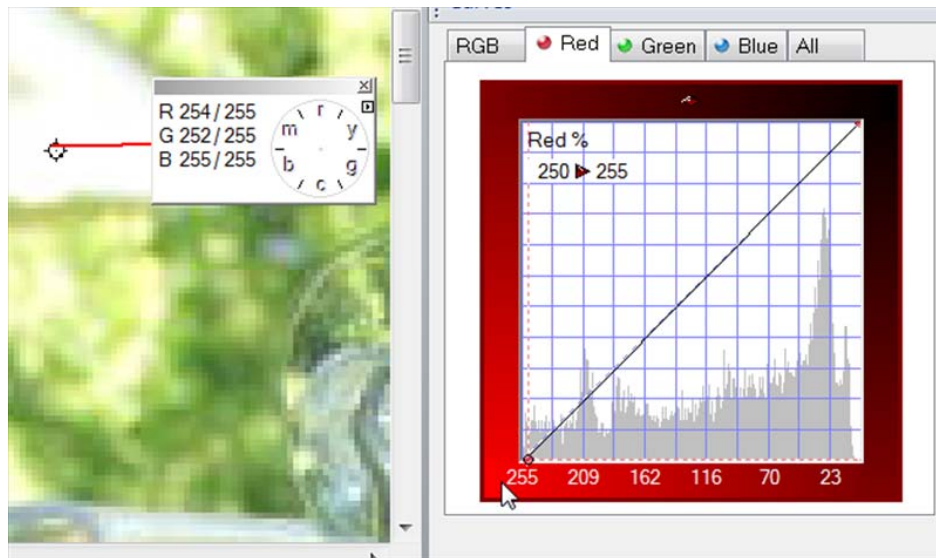 Curves
RGB Red Green Blue All
R 254/255
G 252/255
B 255/255
r
m y
b g
c
Red %
250 255
255 209 162 116 70 23